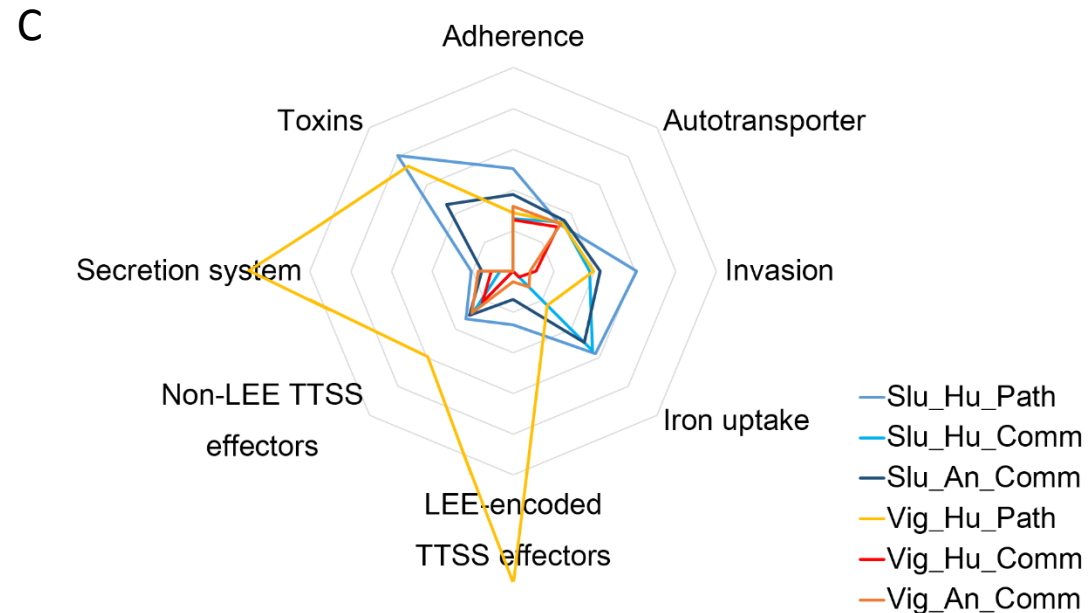 C
Adherence
Toxins
Autotransporter
Secretion system
Invasion
Non-LEE TTSS
effectors
Iron uptake
LEE-encoded
TTSS effectors
Slu_Hu_Path
Slu_Hu_Comm
Slu_An_Comm
Vig_Hu_Path
Vig_Hu_Comm
Vig_An_Comm